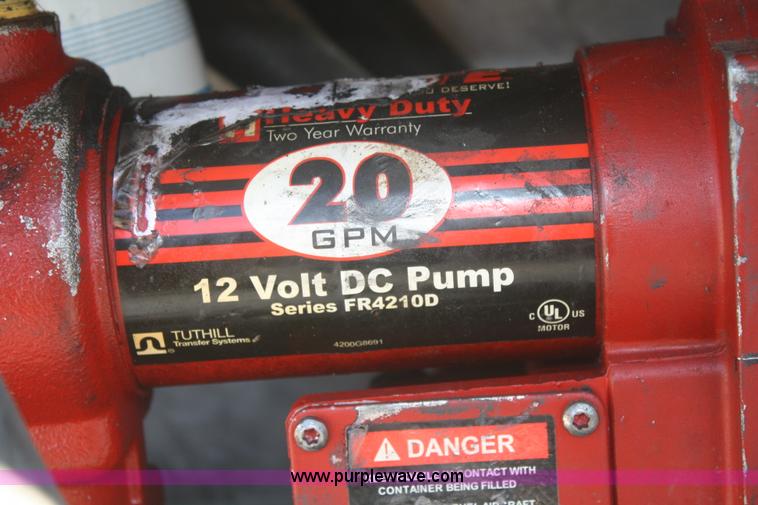 DESERVE!
Heavy Duty
Two Year Warranty
20
GPM
12 Volt DC Pump
Series FR4210D
TUTHILL
Transfer Systems
4200G8691
C UL US
MOTOR
DANGER
CONTACT WITH
CONTAINER BEING FILLED
www.purplewave.com